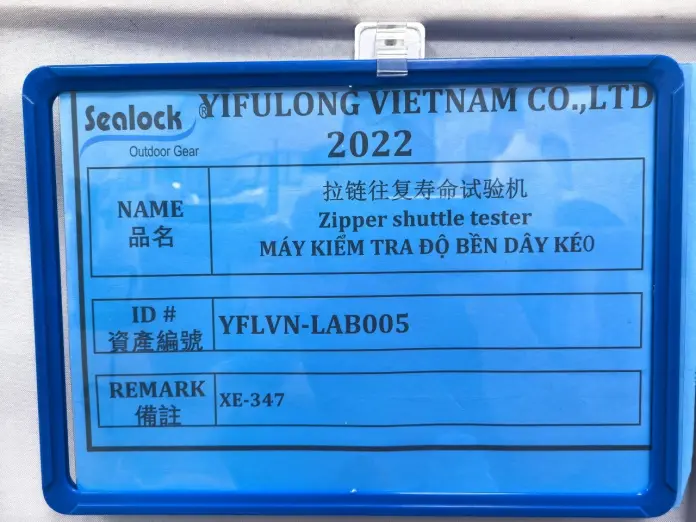 Sealock® YIFULONG VIETNAM CO.,LTD
Outdoor Gear
2022
NAME
品名
拉链往复寿命试验机
Zipper shuttle tester
MÁY KIỂM TRA ĐỘ BỀN DÂY KÉO
ID #
資產編號
YFLVN-LAB005
REMARK
備註
XE-347